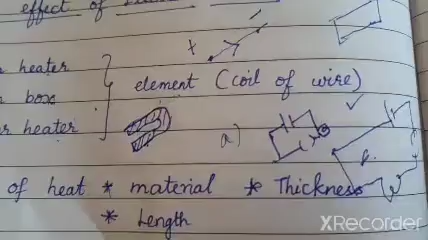 effect of
heater
box
heater
element (coil of wire)
a)
of heat * material * Thickness
* Length
XRecorder